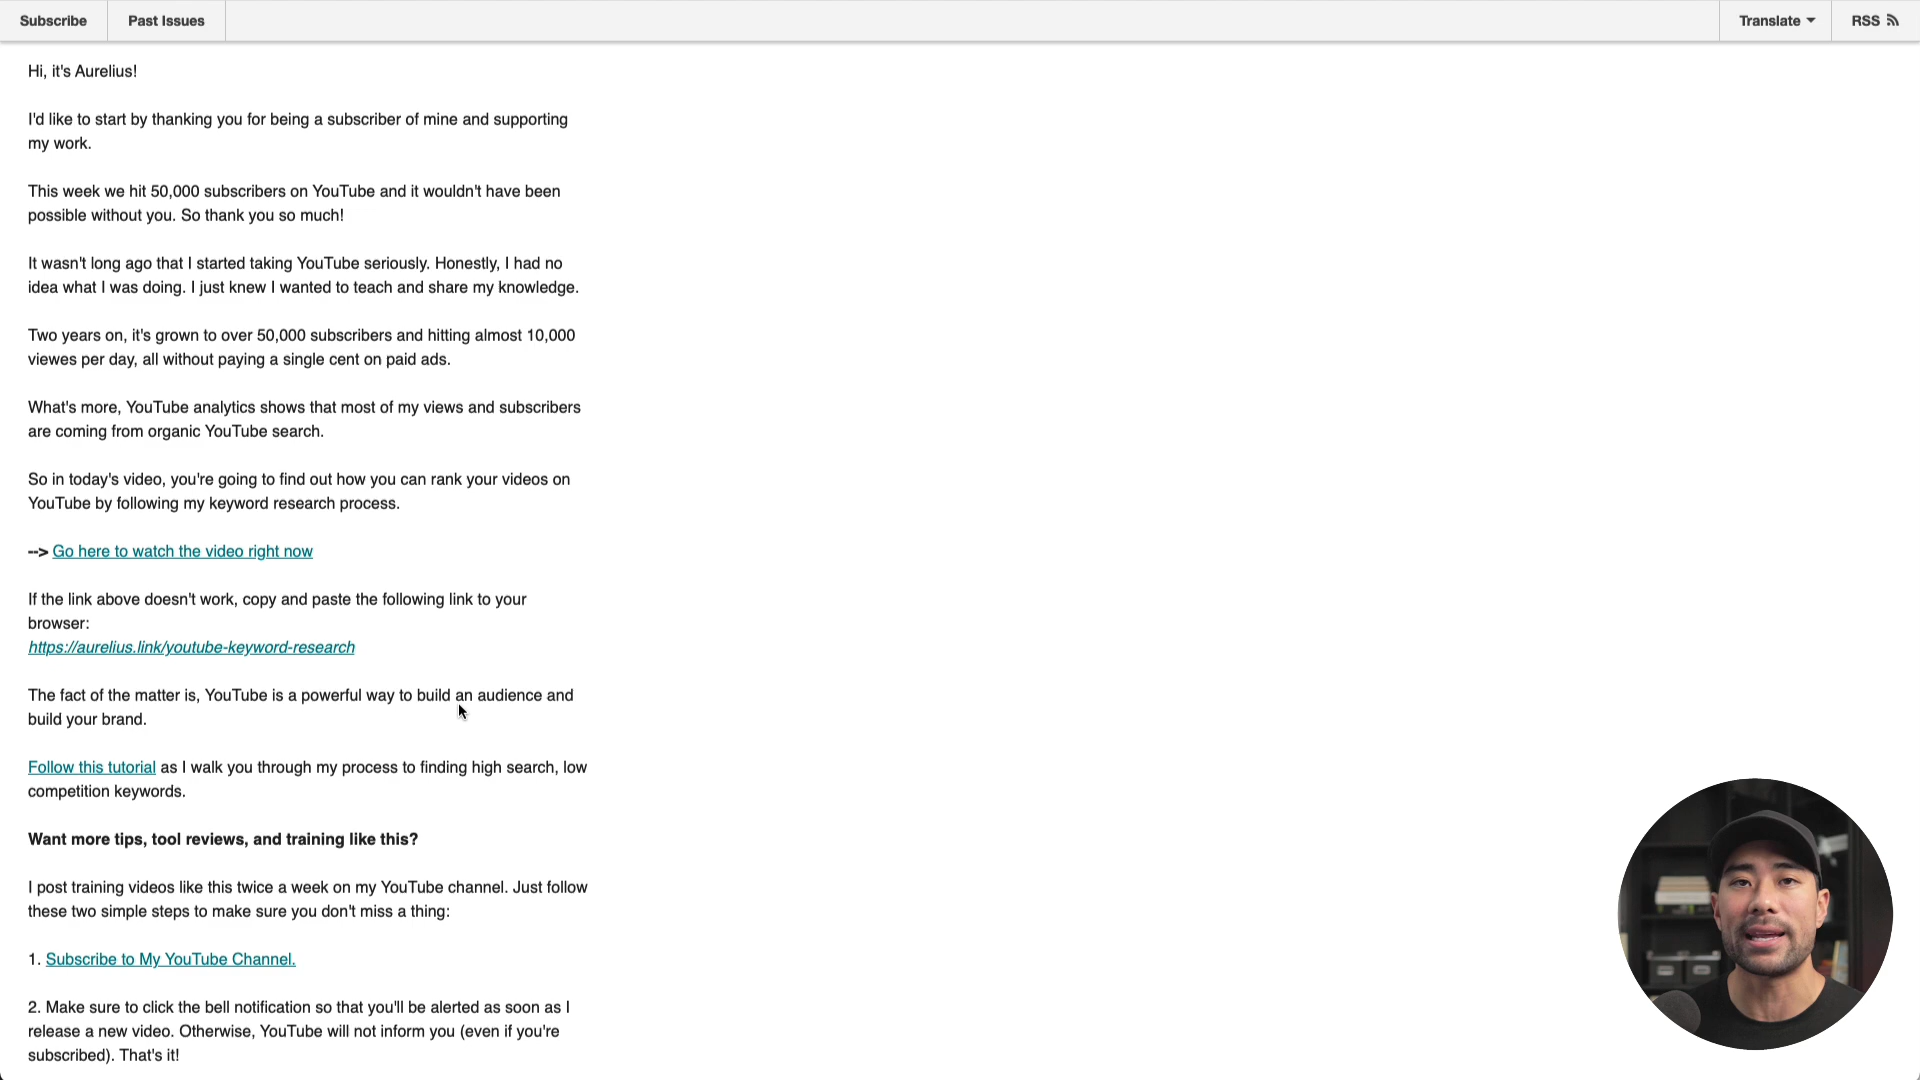 Subscribe
Past Issues
Translate
RSS
Hi, it's Aurelius!
I'd like to start by thanking you for being a subscriber of mine and supporting
my work.
This week we hit 50,000 subscribers on YouTube and it wouldn't have been
possible without you. So thank you so much!
It wasn't long ago that I started taking YouTube seriously. Honestly, I had no
idea what I was doing. I just knew I wanted to teach and share my knowledge.
Two years on, it's grown to over 50,000 subscribers and hitting almost 10,000
viewes per day, all without paying a single cent on paid ads.
What's more, YouTube analytics shows that most of my views and subscribers
are coming from organic YouTube search.
So in today's video, you're going to find out how you can rank your videos on
YouTube by following my keyword research process.
--> Go here to watch the video right now
If the link above doesn't work, copy and paste the following link to your
browser:
https://aurelius.link/youtube-keyword-research
The fact of the matter is, YouTube is a powerful way to build an audience and
build your brand.
Follow this tutorial as I walk you through my process to finding high search, low
competition keywords.
Want more tips, tool reviews, and training like this?
I post training videos like this twice a week on my YouTube channel. Just follow
these two simple steps to make sure you don't miss a thing:
1. Subscribe to My YouTube Channel.
2. Make sure to click the bell notification so that you'll be alerted as soon as I
release a new video. Otherwise, YouTube will not inform you (even if you're
subscribed). That's it!